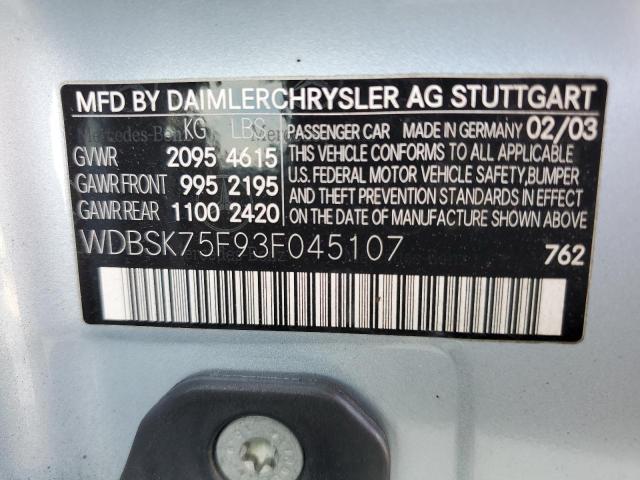 MFD BY DAIMLERCHRYSLER AG STUTTGART
KG LBS
GVWR 2095 4615
GAWR FRONT 995 2195
GAWR REAR 1100 2420
PASSENGER CAR MADE IN GERMANY 02/03
THIS VEHICLE CONFORMS TO ALL APPLICABLE
U.S. FEDERAL MOTOR VEHICLE SAFETY, BUMPER
AND THEFT PREVENTION STANDARDS IN EFFECT
ON THE DATE OF MANUFACTURE SHOWN ABOVE.
WDBSK75F93F045107
762